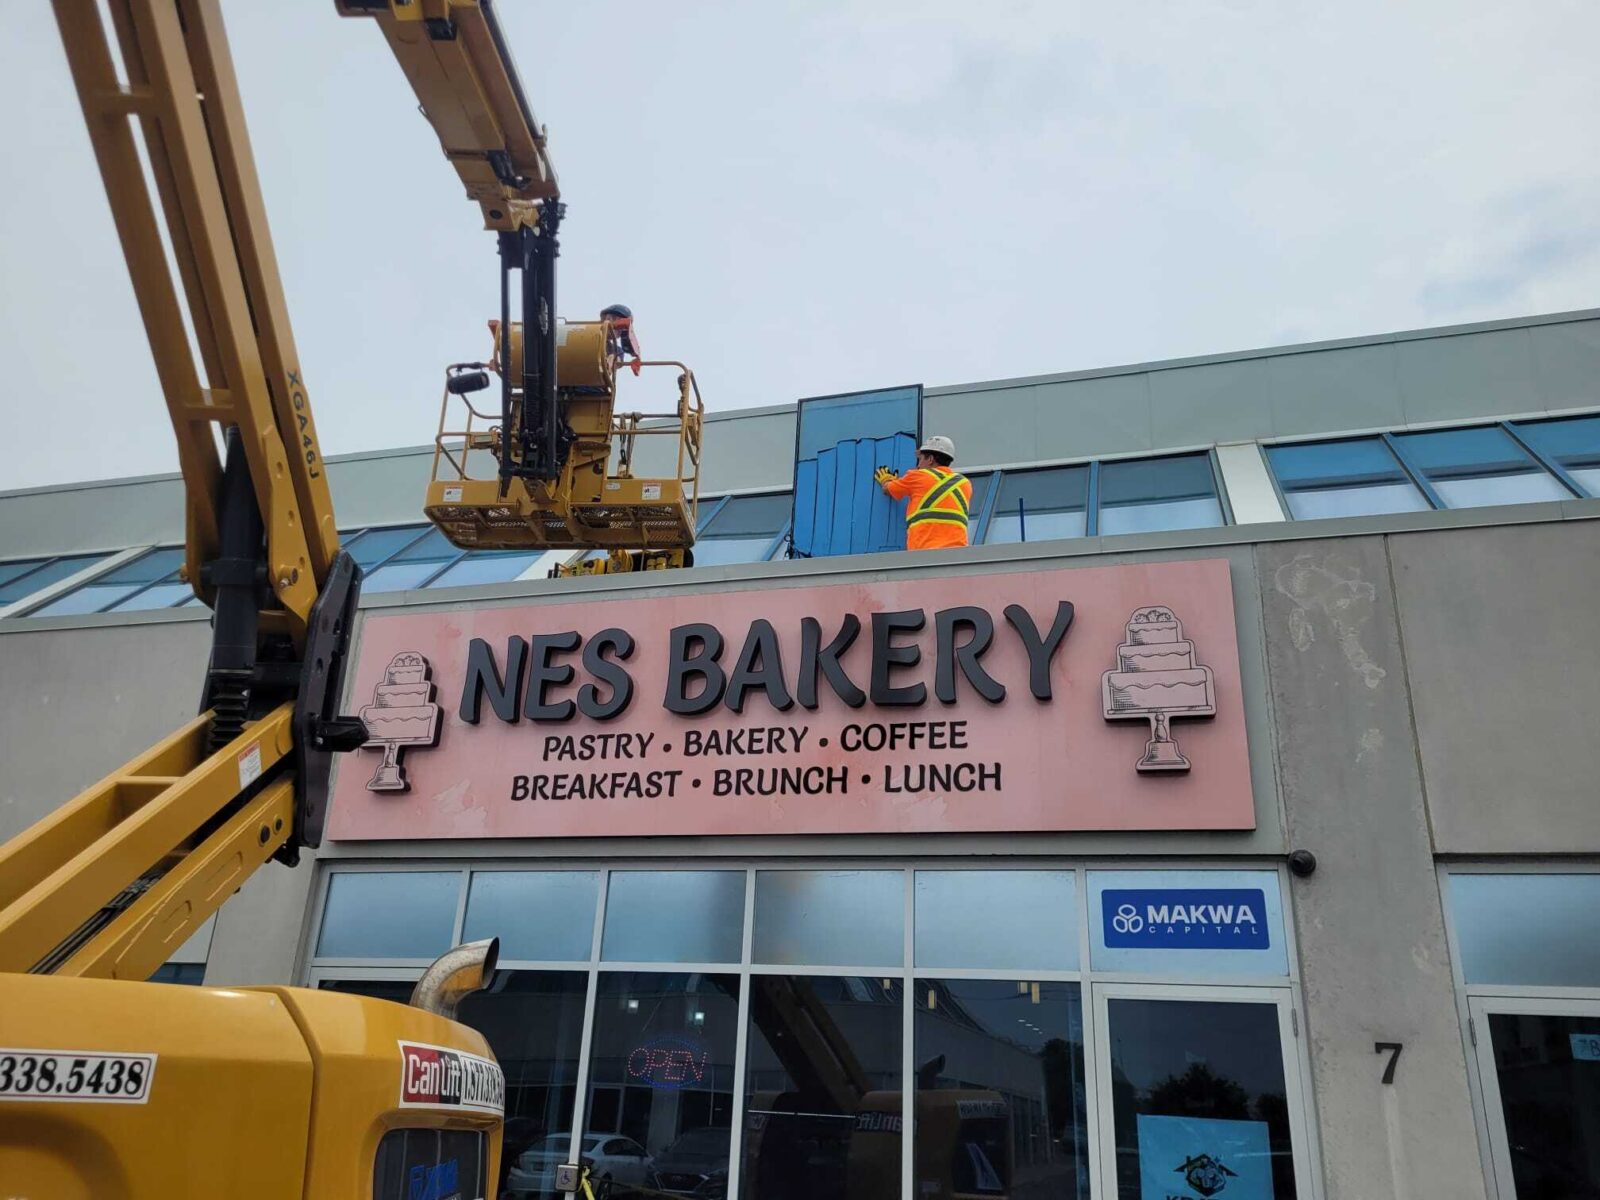 XGA46J
NES BAKERY
PASTRY • BAKERY • COFFEE
BREAKFAST • BRUNCH • LUNCH
MAKWA
CAPITAL
7
OPEN
338.5438
CanLift